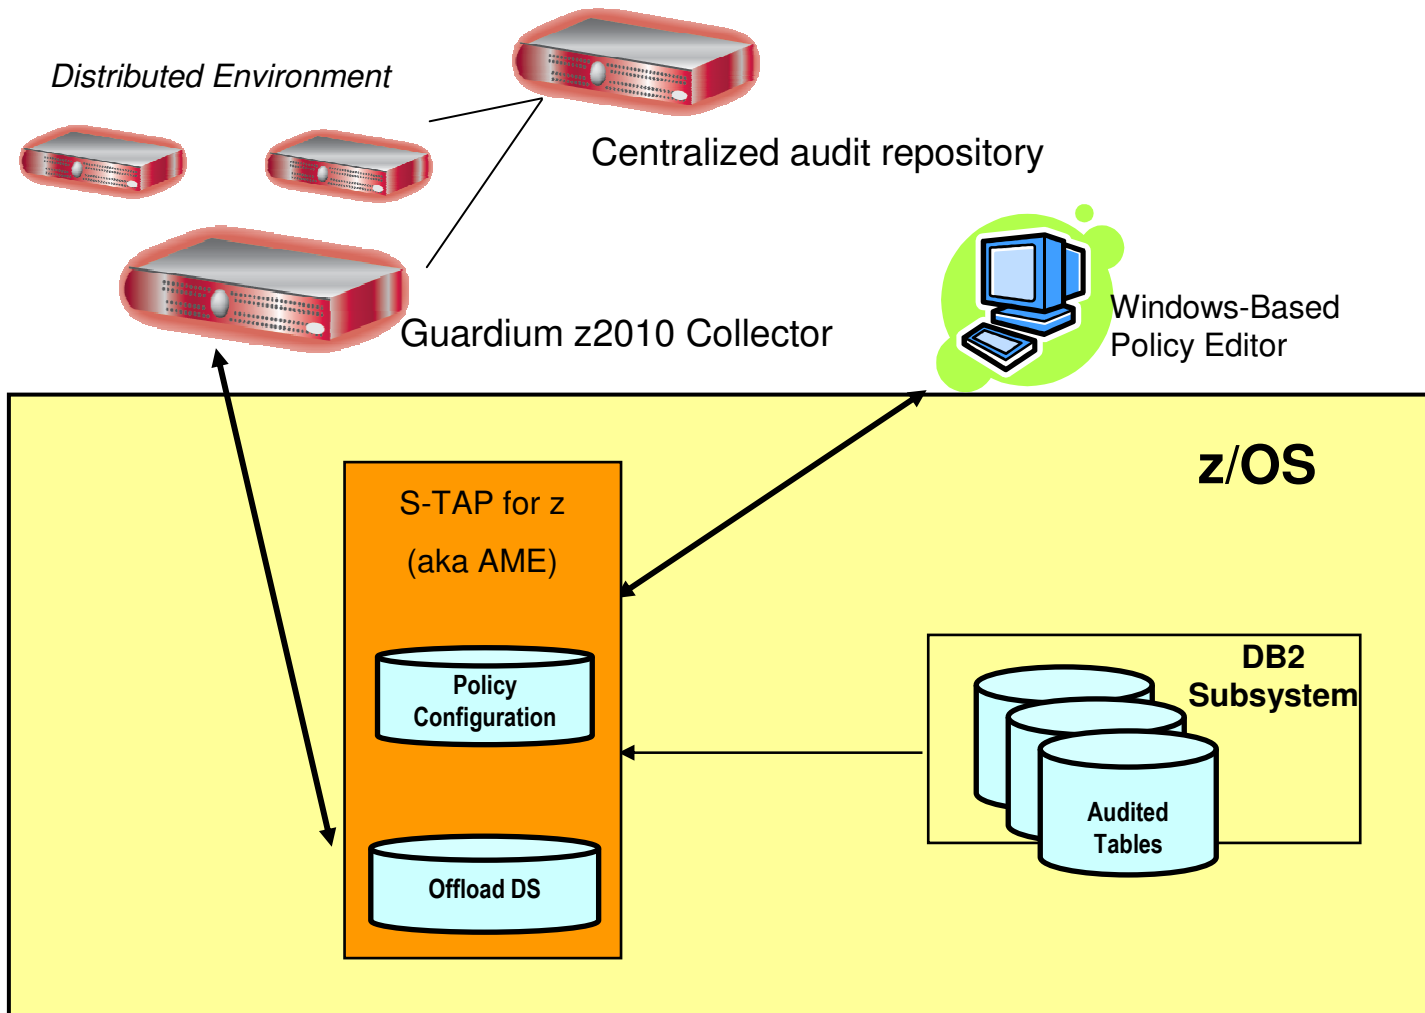 Distributed Environment
Centralized audit repository
Guardium z2010 Collector
Windows-Based
Policy Editor
z/OS
S-TAP for z
(aka AME)
Policy
Configuration
Offload DS
DB2
Subsystem
Audited
Tables